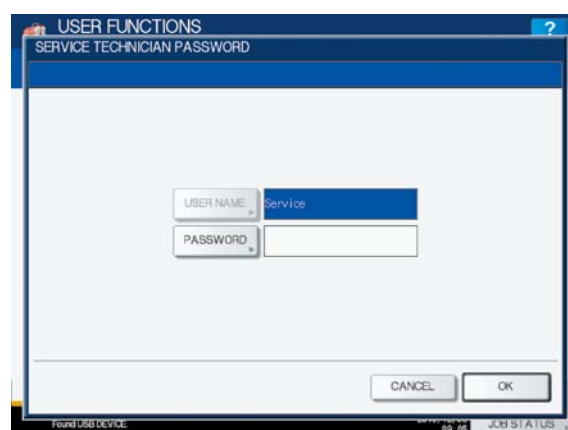 USER FUNCTIONS
?
SERVICE TECHNICIAN PASSWORD
USER NAME Service
PASSWORD
CANCEL OK
Found USB DEVICE.
JOB STATUS